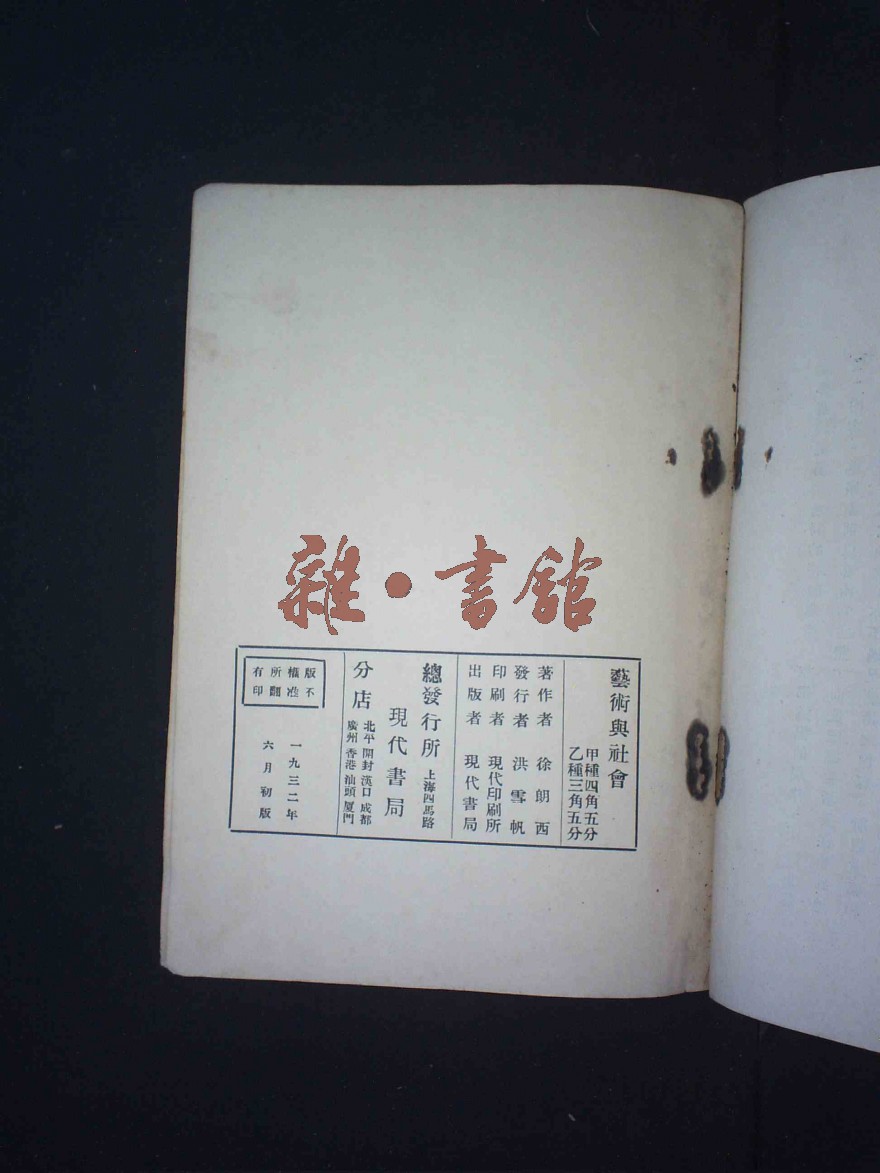 雜·書館
藝術與社會
甲種四角五分
乙種三角五分
著作者 徐朗西
發行者 洪雪帆
印刷者 現代印刷所
出版者 現代書局
總發行所 上海四馬路
現代書局
分店
北平 開封 漢口 成都
廣州 香港 汕頭 厦門
版權所有
不准翻印
一九三二年
六月初版